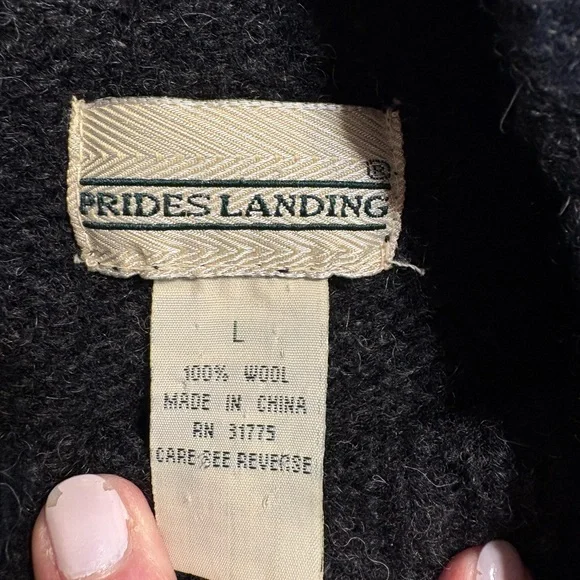 ®
PRIDES LANDING
L
100% WOOL
MADE IN CHINA
RN 31775
CARE SEE REVERSE